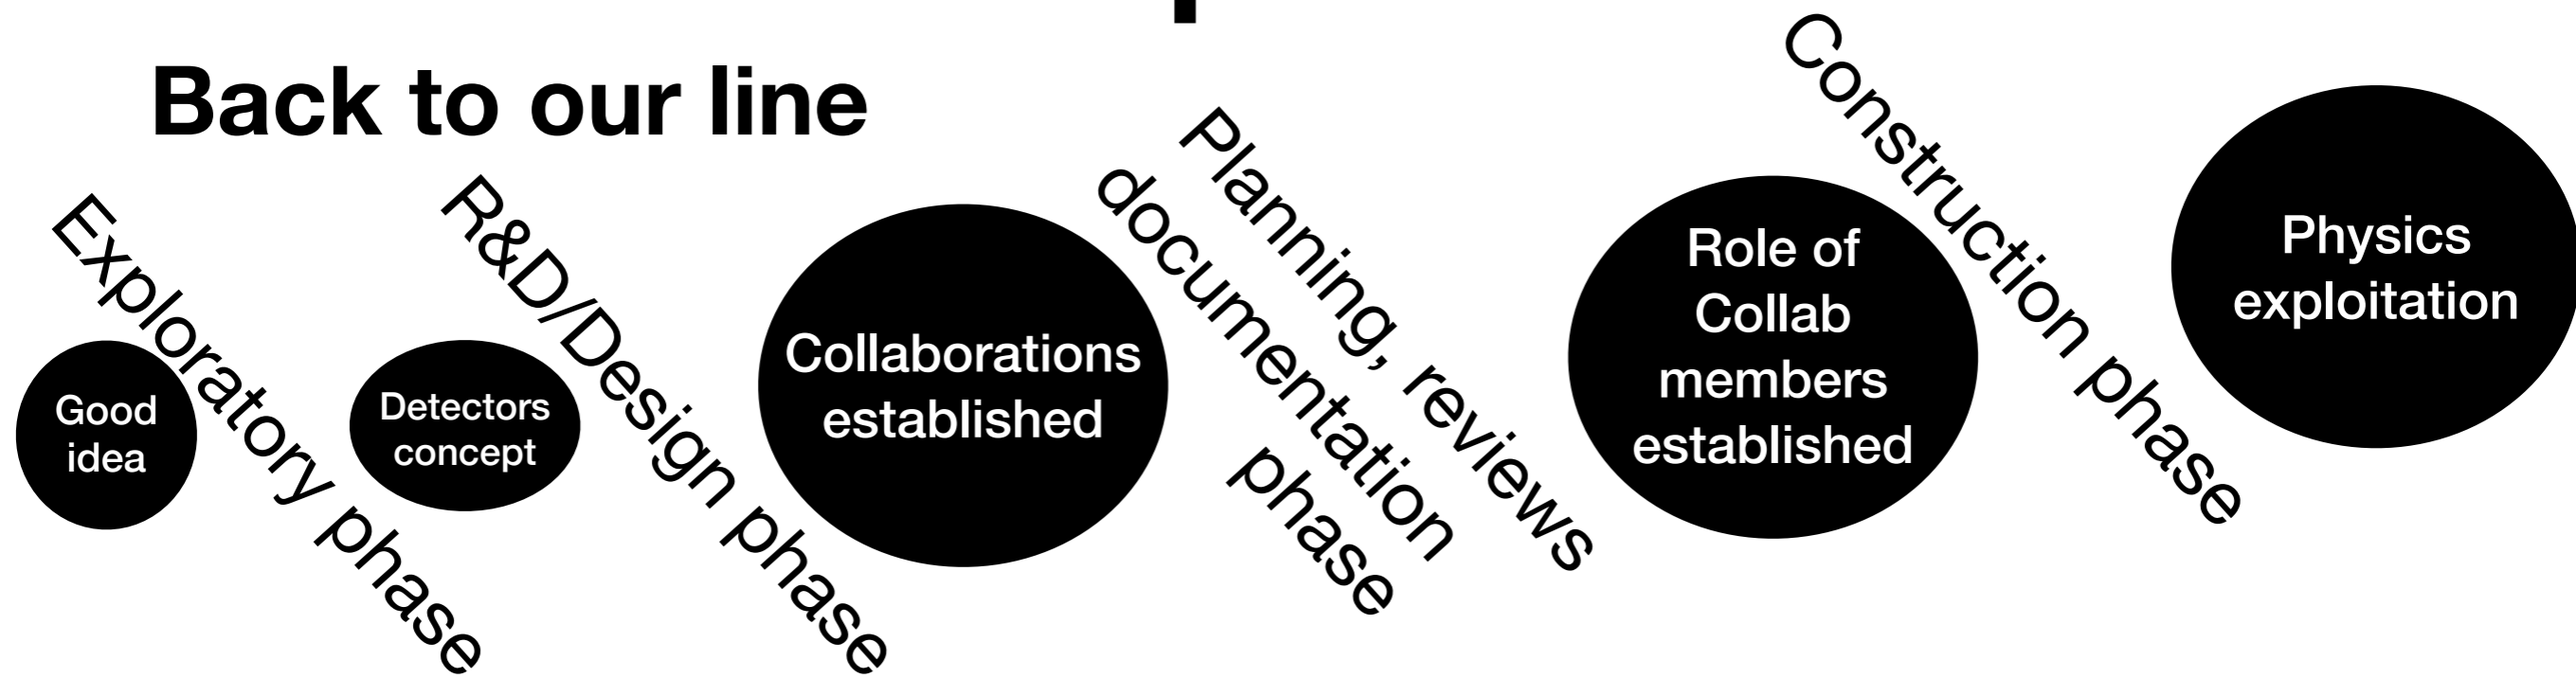 Back to our line
Good
idea
Exploratory phase
Detectors
concept
R&D/Design phase
Collaborations
established
Planning, reviews
documentation
phase
Role of
Collab
members
established
Construction phase
Physics
exploitation